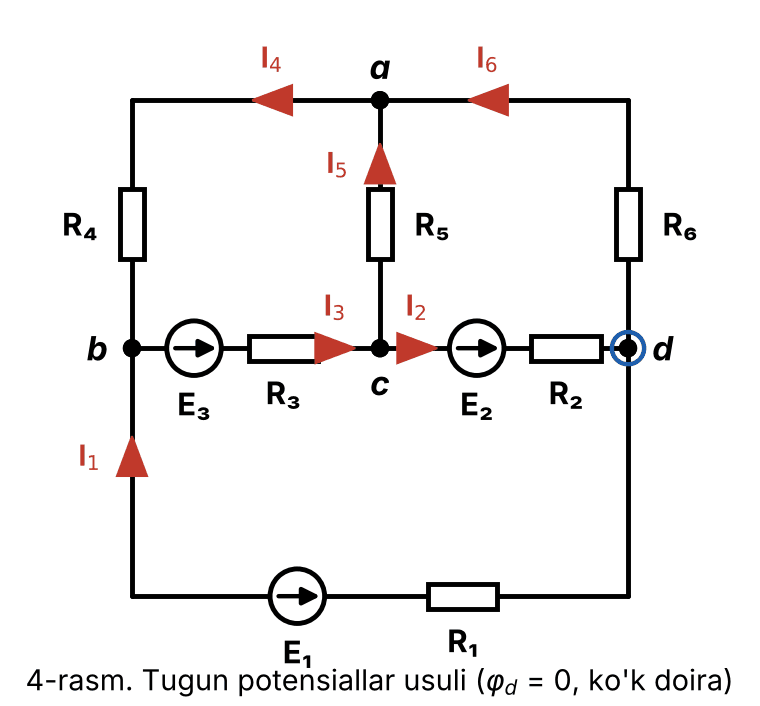 I₄ a I₆
I₅
R₄ R₅ R₆
I₃ I₂
b d
c
E₃ R₃ E₂ R₂
I₁
E₁ R₁
4-rasm. Tugun potensiallar usuli (φ_d = 0, ko'k doira)